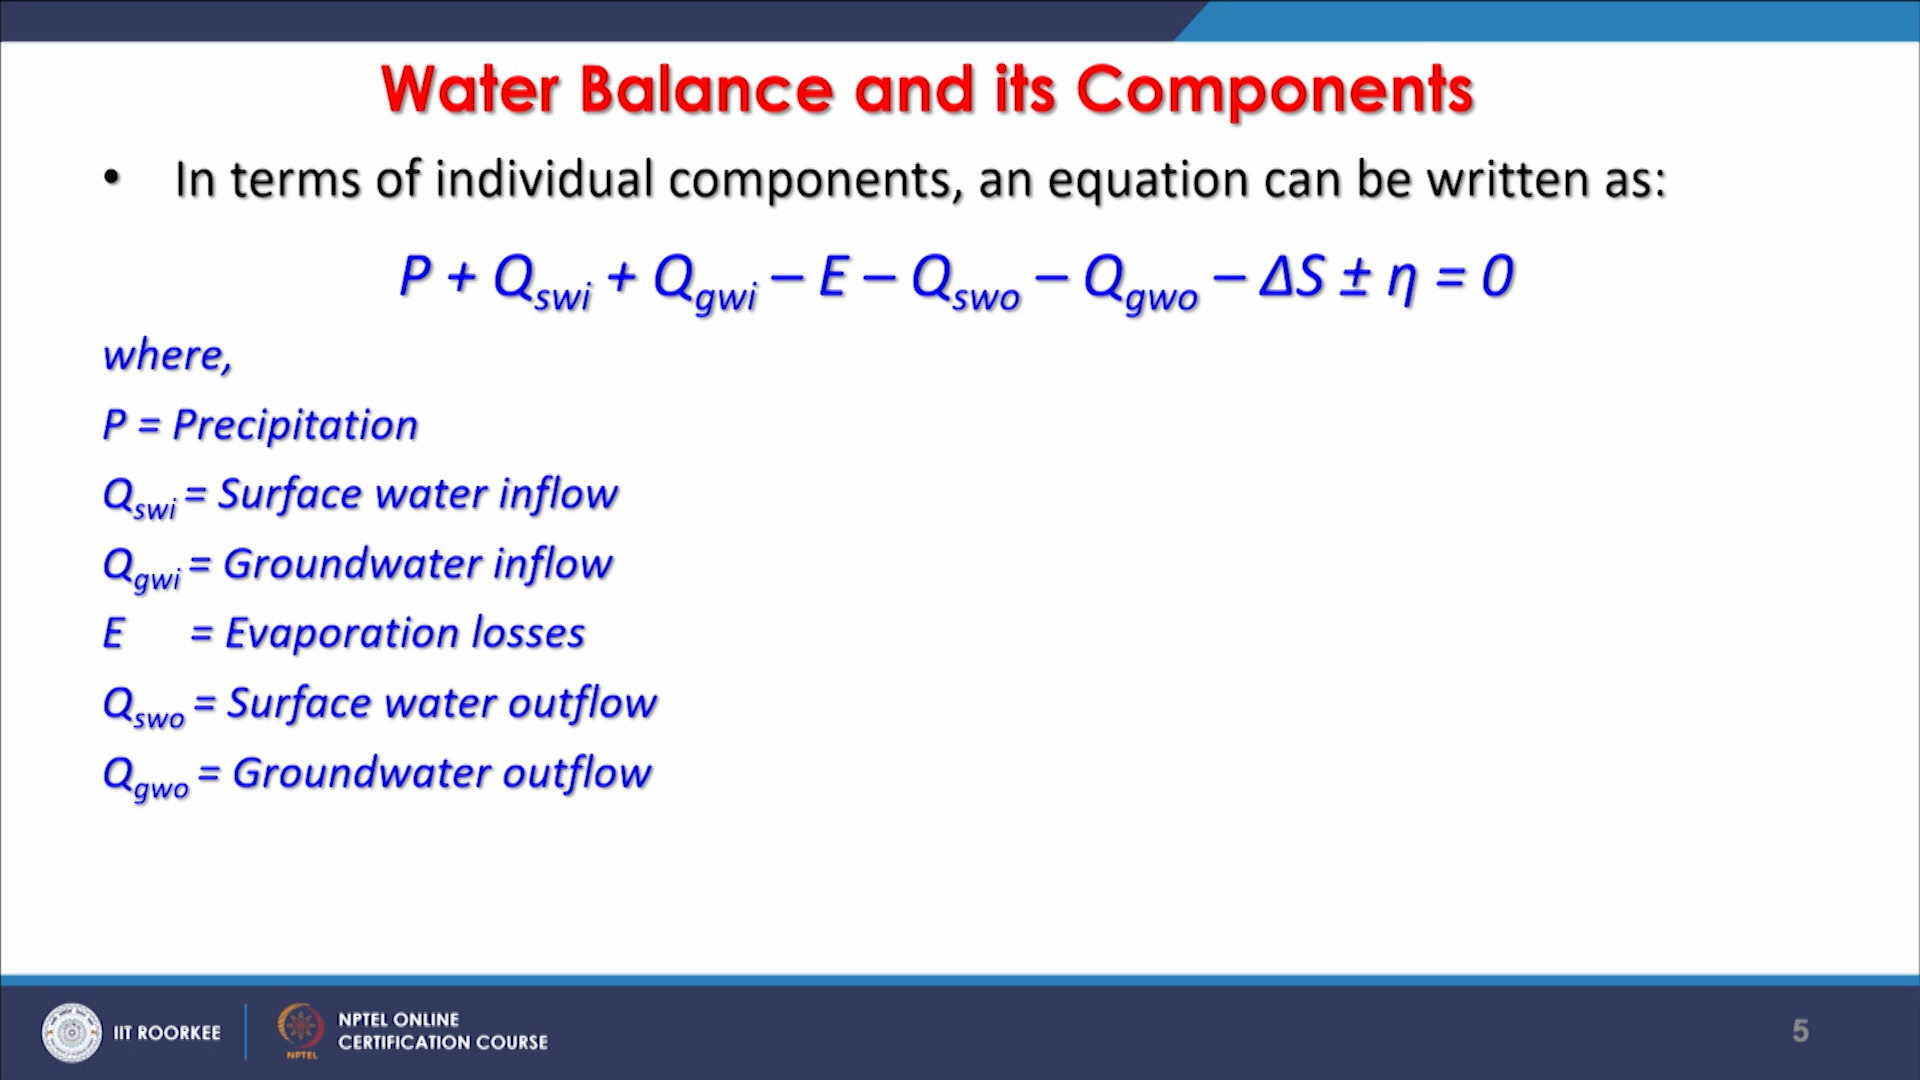 Water Balance and its Components
• In terms of individual components, an equation can be written as:
P + Qswi + Qgwi – E – Qswo – Qgwo – ΔS ± η = 0
where,
P = Precipitation
Qswi = Surface water inflow
Qgwi = Groundwater inflow
E = Evaporation losses
Qswo = Surface water outflow
Qgwo = Groundwater outflow
IIT ROORKEE
NPTEL
NPTEL ONLINE
CERTIFICATION COURSE
5